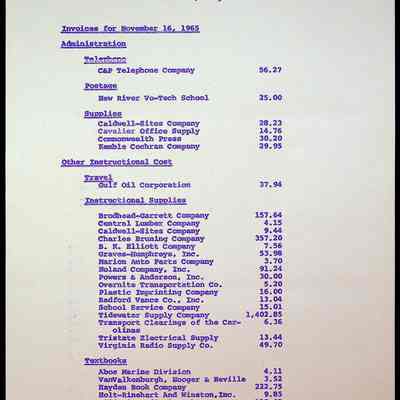 Invoices for November 16, 1965
Administration
Telephone
C&P Telephone Company 56.27
Postage
New River Vo-Tech School 25.00
Supplies
Caldwell-Sites Company 28.23
Cavalier Office Supply 14.76
Commonwealth Press 30.20
Kemble Cochran Company 29.95
Other Instructional Cost
Travel
Gulf Oil Corporation 37.94
Instructional Supplies
Brodhead-Garrett Company 157.64
Central Lumber Company 4.15
Caldwell-Sites Company 9.44
Charles Bruning Company 357.20
B. K. Elliott Company 7.56
Graves-Humphreys, Inc. 53.98
Marion Auto Parts Company 3.70
Noland Company, Inc. 91.24
Powers & Anderson, Inc. 30.00
Overnite Transportation Co. 5.20
Plastic Imprinting Company 16.00
Radford Vance Co., Inc. 13.04
School Service Company 15.01
Tidewater Supply Company 1,402.85
Transport Clearings of the Car- 6.36
olinas
Tristate Electrical Supply 13.44
Virginia Radio Supply Co. 49.70
Textbooks
Abos Marine Division 4.11
VanValkenburgh, Nooger & Neville 3.52
Hayden Book Company 222.75
Holt-Rinehart And Winston,Inc. 9.85